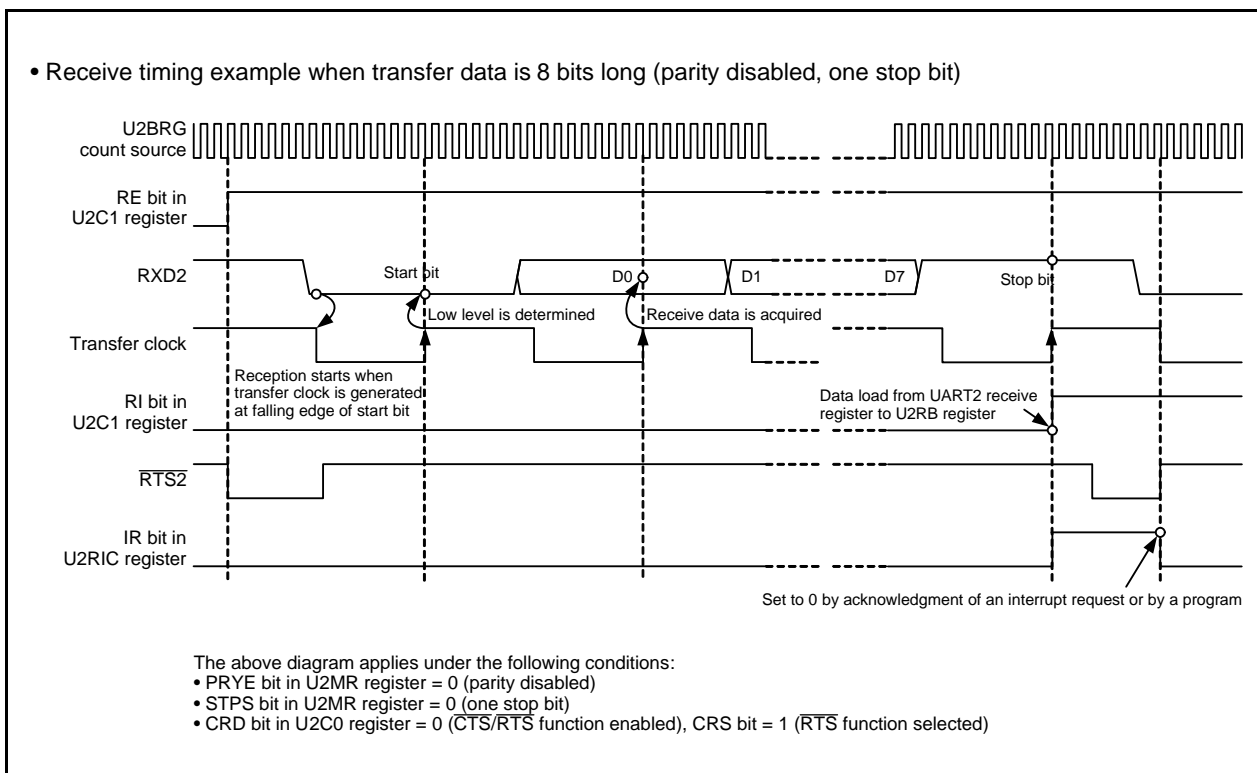 • Receive timing example when transfer data is 8 bits long (parity disabled, one stop bit)
U2BRG
count source
RE bit in
U2C1 register
RXD2
Start bit
D0
D1
D7
Stop bit
Low level is determined
Receive data is acquired
Transfer clock
Reception starts when
transfer clock is generated
at falling edge of start bit
Data load from UART2 receive
register to U2RB register
RI bit in
U2C1 register
RTS2
IR bit in
U2RIC register
Set to 0 by acknowledgment of an interrupt request or by a program
The above diagram applies under the following conditions:
• PRYE bit in U2MR register = 0 (parity disabled)
• STPS bit in U2MR register = 0 (one stop bit)
• CRD bit in U2C0 register = 0 (CTS/RTS function enabled), CRS bit = 1 (RTS function selected)